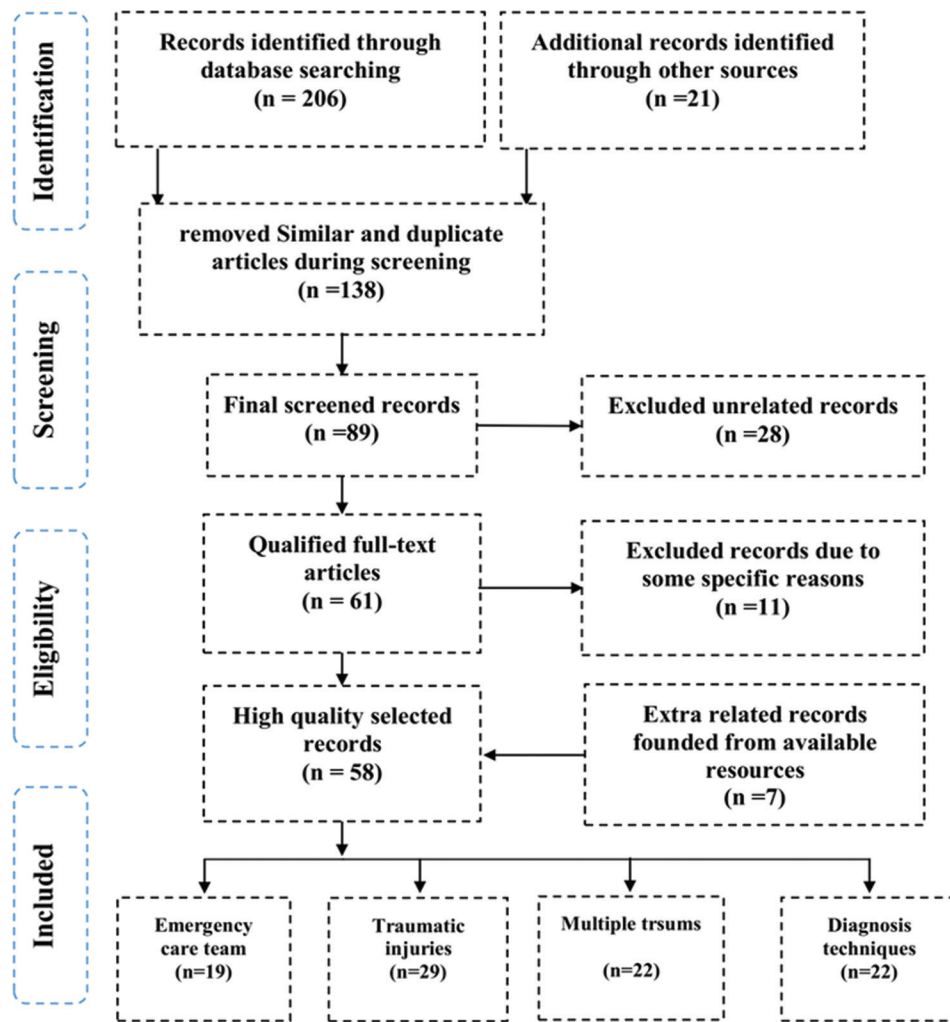 Identification
Records identified through
database searching
(n = 206)
Additional records identified
through other sources
(n =21)
removed Similar and duplicate
articles during screening
(n =138)
Screening
Final screened records
(n =89)
Excluded unrelated records
(n =28)
Eligibility
Qualified full-text
articles
(n = 61)
Excluded records due to
some specific reasons
(n =11)
High quality selected
records
(n = 58)
Extra related records
founded from available
resources
(n =7)
Included
Emergency
care team
(n=19)
Traumatic
injuries
(n=29)
Multiple trsums
(n=22)
Diagnosis
techniques
(n=22)